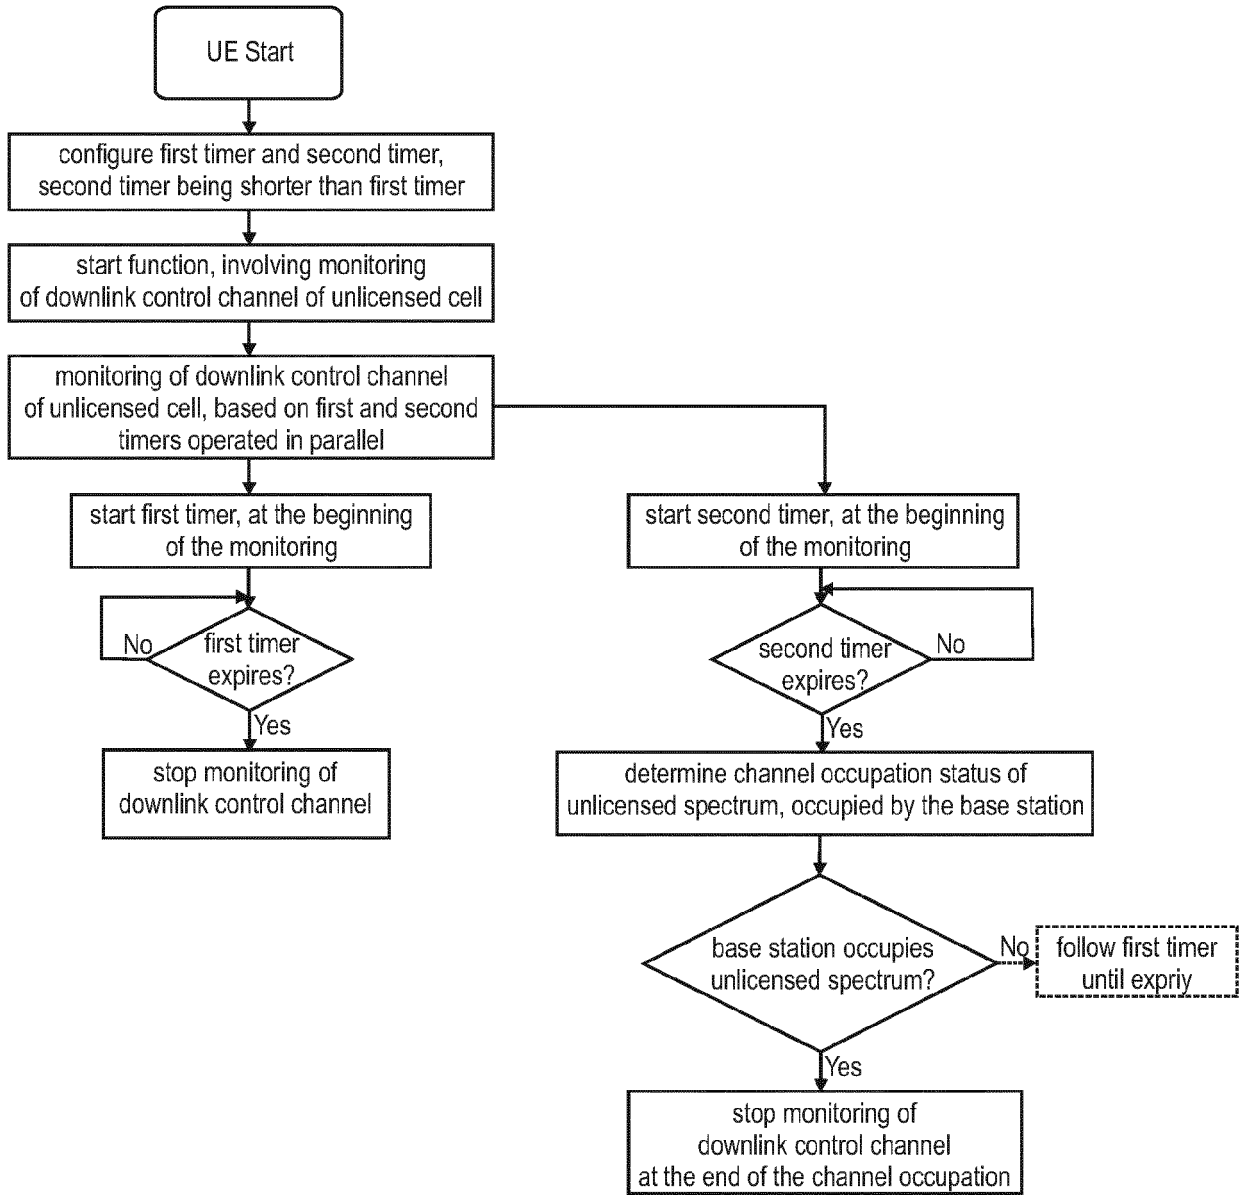 UE Start
configure first timer and second timer,
second timer being shorter than first timer
start function, involving monitoring
of downlink control channel of unlicensed cell
monitoring of downlink control channel
of unlicensed cell, based on first and second
timers operated in parallel
start first timer, at the beginning
of the monitoring
No
first timer
expires?
Yes
stop monitoring of
downlink control channel
start second timer, at the beginning
of the monitoring
second timer
expires?
No
Yes
determine channel occupation status of
unlicensed spectrum, occupied by the base station
base station occupies
unlicensed spectrum?
No
follow first timer
until expriy
Yes
stop monitoring of
downlink control channel
at the end of the channel occupation